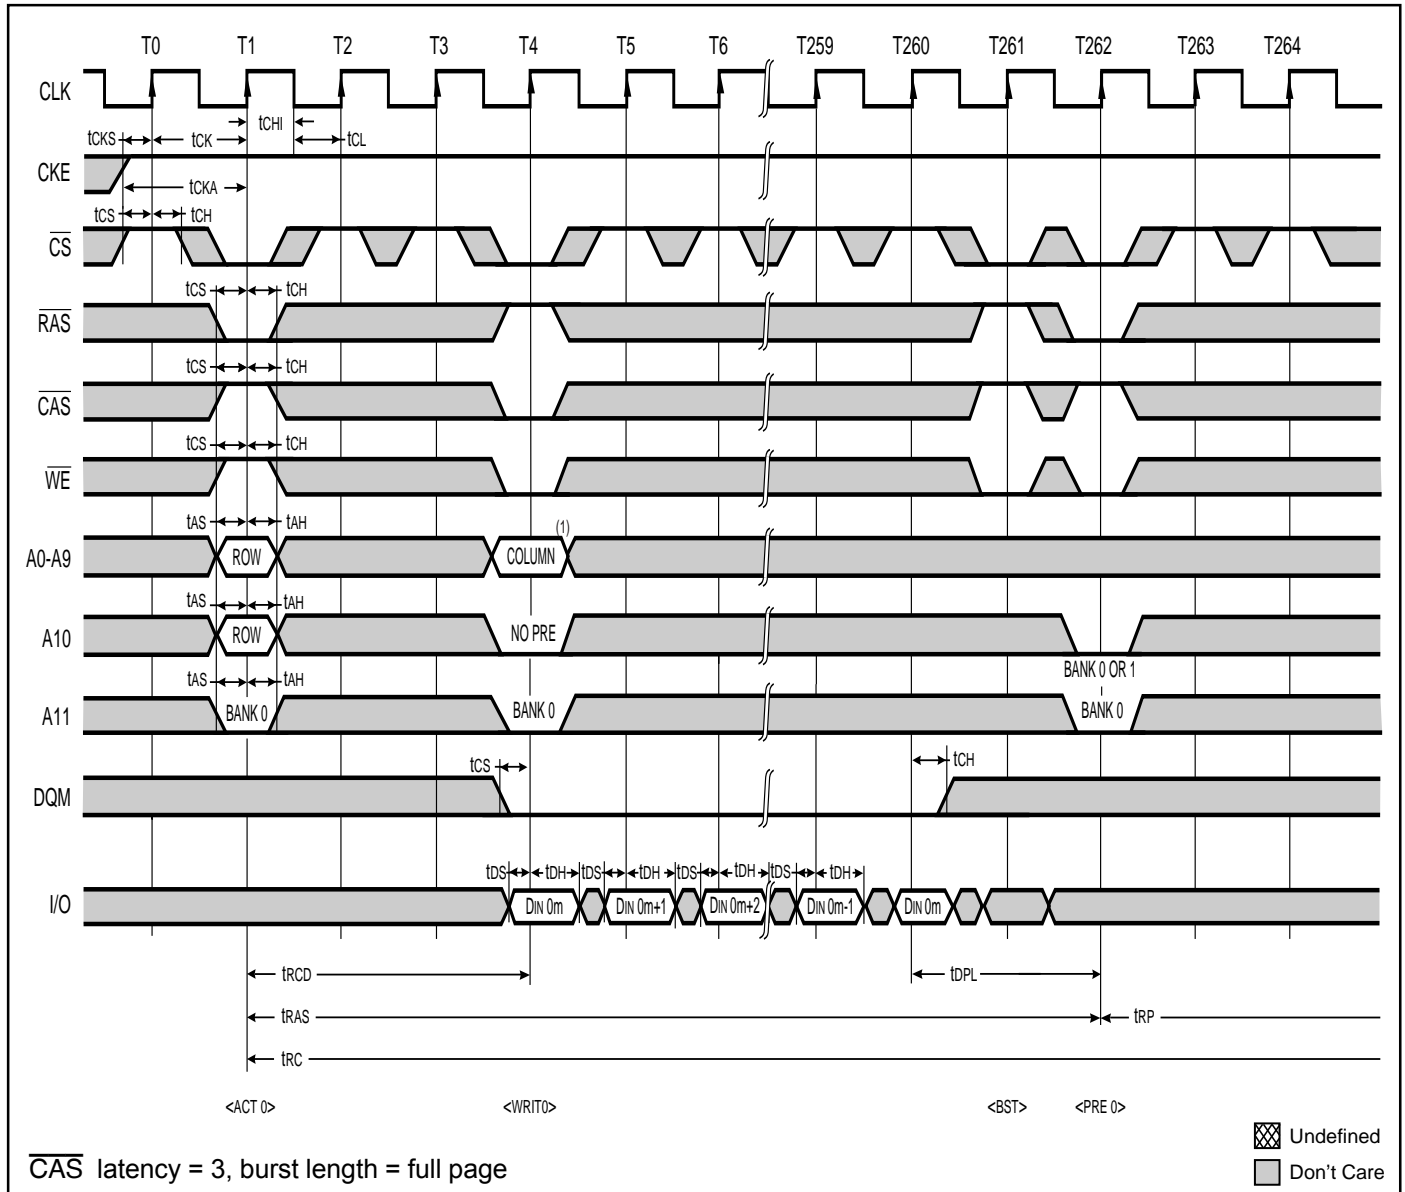 T0 T1 T2 T3 T4 T5 T6 T259 T260 T261 T262 T263 T264
CLK
tCHI
tCKS tCK tCL
CKE
tCKA
tCS tCH
CS
tCS tCH
RAS
tCS tCH
CAS
tCS tCH
WE
tAS tAH (1)
A0-A9 ROW COLUMN
tAS tAH
A10 ROW NO PRE
BANK 0 OR 1
tAS tAH
A11 BANK 0 BANK 0 BANK 0
tCS tCH
DQM
tDS tDH tDS tDH tDS tDH tDS tDH
I/O DIN 0m DIN 0m+1 DIN 0m+2 DIN 0m-1 DIN 0m
tRCD tDPL
tRAS tRP
tRC
<ACT 0> <WRIT0> <BST> <PRE 0>
Undefined
CAS latency = 3, burst length = full page
Don't Care